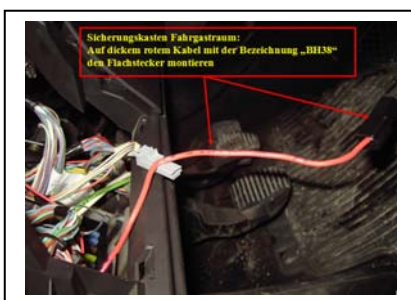 Sicherungskasten Fahrgastraum:
Auf dickem rotem Kabel mit der Bezeichnung „BH38“
den Flachstecker montieren